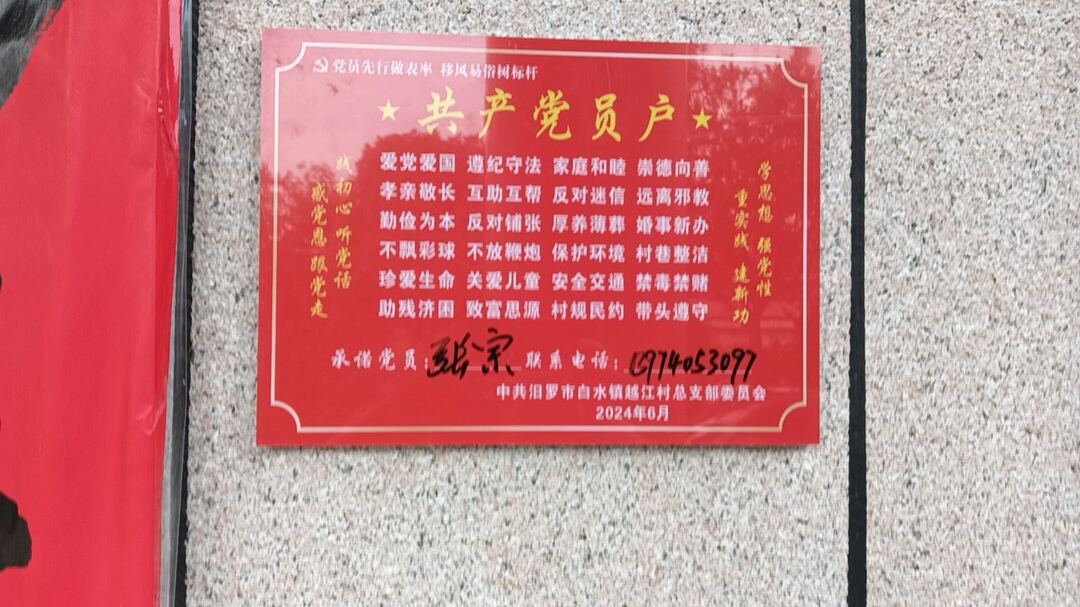 党员先行做表率 移风易俗树标杆
★ 共产党员户 ★
践初心 听党话
感党恩 跟党走
爱党爱国 遵纪守法 家庭和睦 崇德向善
孝亲敬长 互助互帮 反对迷信 远离邪教
勤俭为本 反对铺张 厚养薄葬 婚事新办
不飘彩球 不放鞭炮 保护环境 村巷整洁
珍爱生命 关爱儿童 安全交通 禁毒禁赌
助残济困 致富思源 村规民约 带头遵守
学思想 强党性
重实践 建新功
承诺党员：张宗 联系电话：15974053097
中共汨罗市白水镇越江村总支部委员会
2024年6月